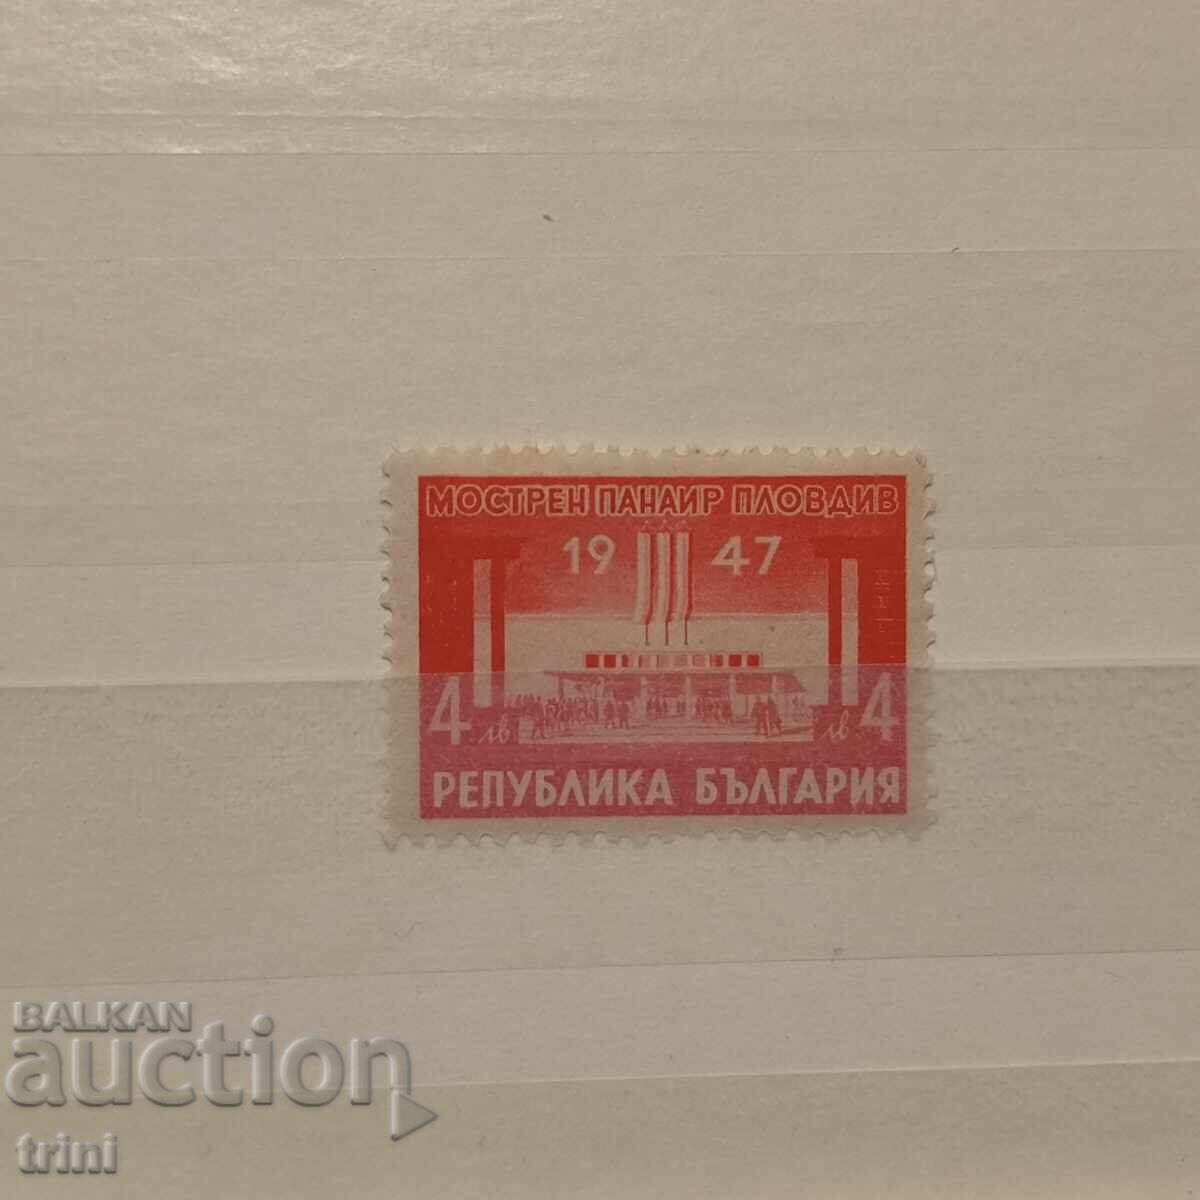 МОСТРЕН ПАНАИР ПЛОВДИВ
19 47
4 лв лв 4
РЕПУБЛИКА БЪЛГАРИЯ
BALKAN
auction
trini